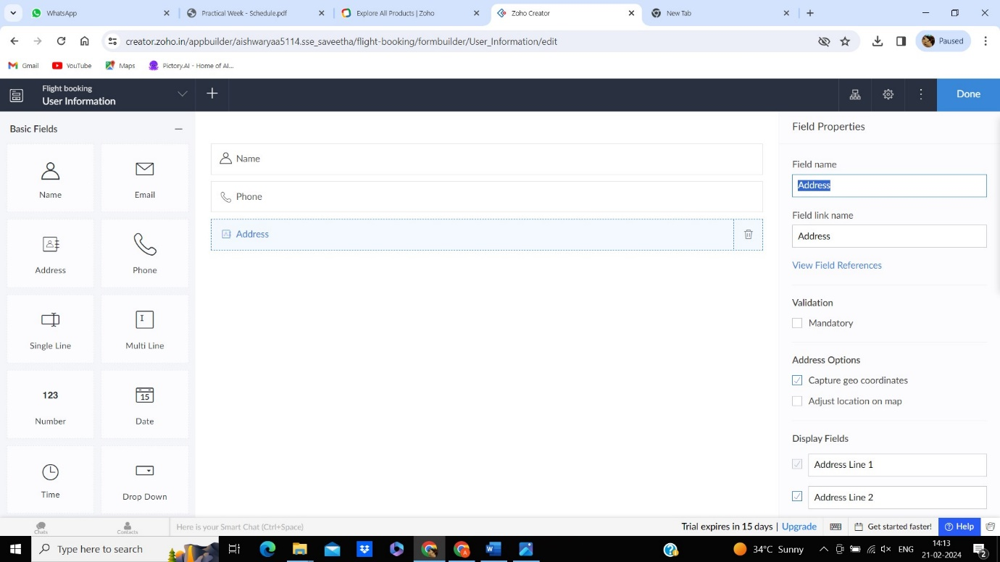 WhatsApp
Practical Week - Schedule.pdf
Explore All Products | Zoho
Zoho Creator
New Tab
creator.zoho.in/appbuilder/aishwaryaa5114.sse_saveetha/flight-booking/formbuilder/User_Information/edit
Paused
Gmail
YouTube
Maps
Pictory.AI - Home of AI...
Flight booking
User Information
Done
Basic Fields
Name
Email
Address
Phone
Single Line
Multi Line
123
Number
15
Date
Time
Drop Down
Name
Phone
Address
Field Properties
Field name
Address
Field link name
Address
View Field References
Validation
Mandatory
Address Options
Capture geo coordinates
Adjust location on map
Display Fields
Address Line 1
Address Line 2
Chats
Contacts
Here is your Smart Chat (Ctrl+Space)
Trial expires in 15 days | Upgrade
Get started faster!
Help
Type here to search
34°C Sunny
ENG
14:13
21-02-2024
2